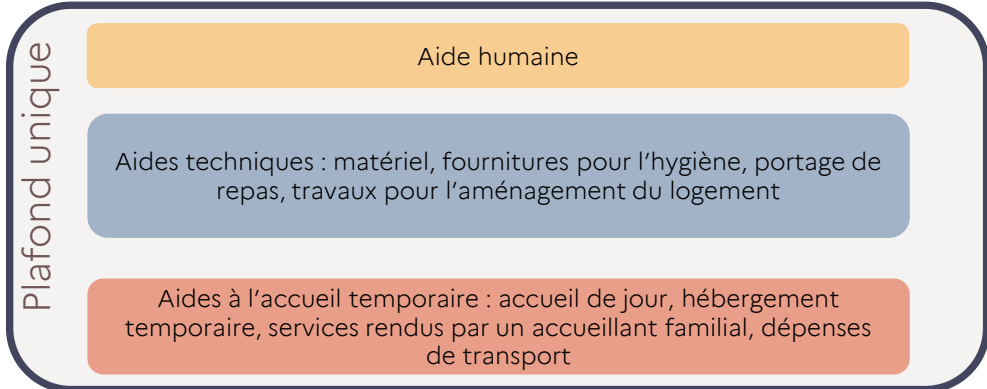 Plafond unique
Aide humaine
Aides techniques : matériel, fournitures pour l’hygiène, portage de
repas, travaux pour l’aménagement du logement
Aides à l’accueil temporaire : accueil de jour, hébergement
temporaire, services rendus par un accueillant familial, dépenses
de transport